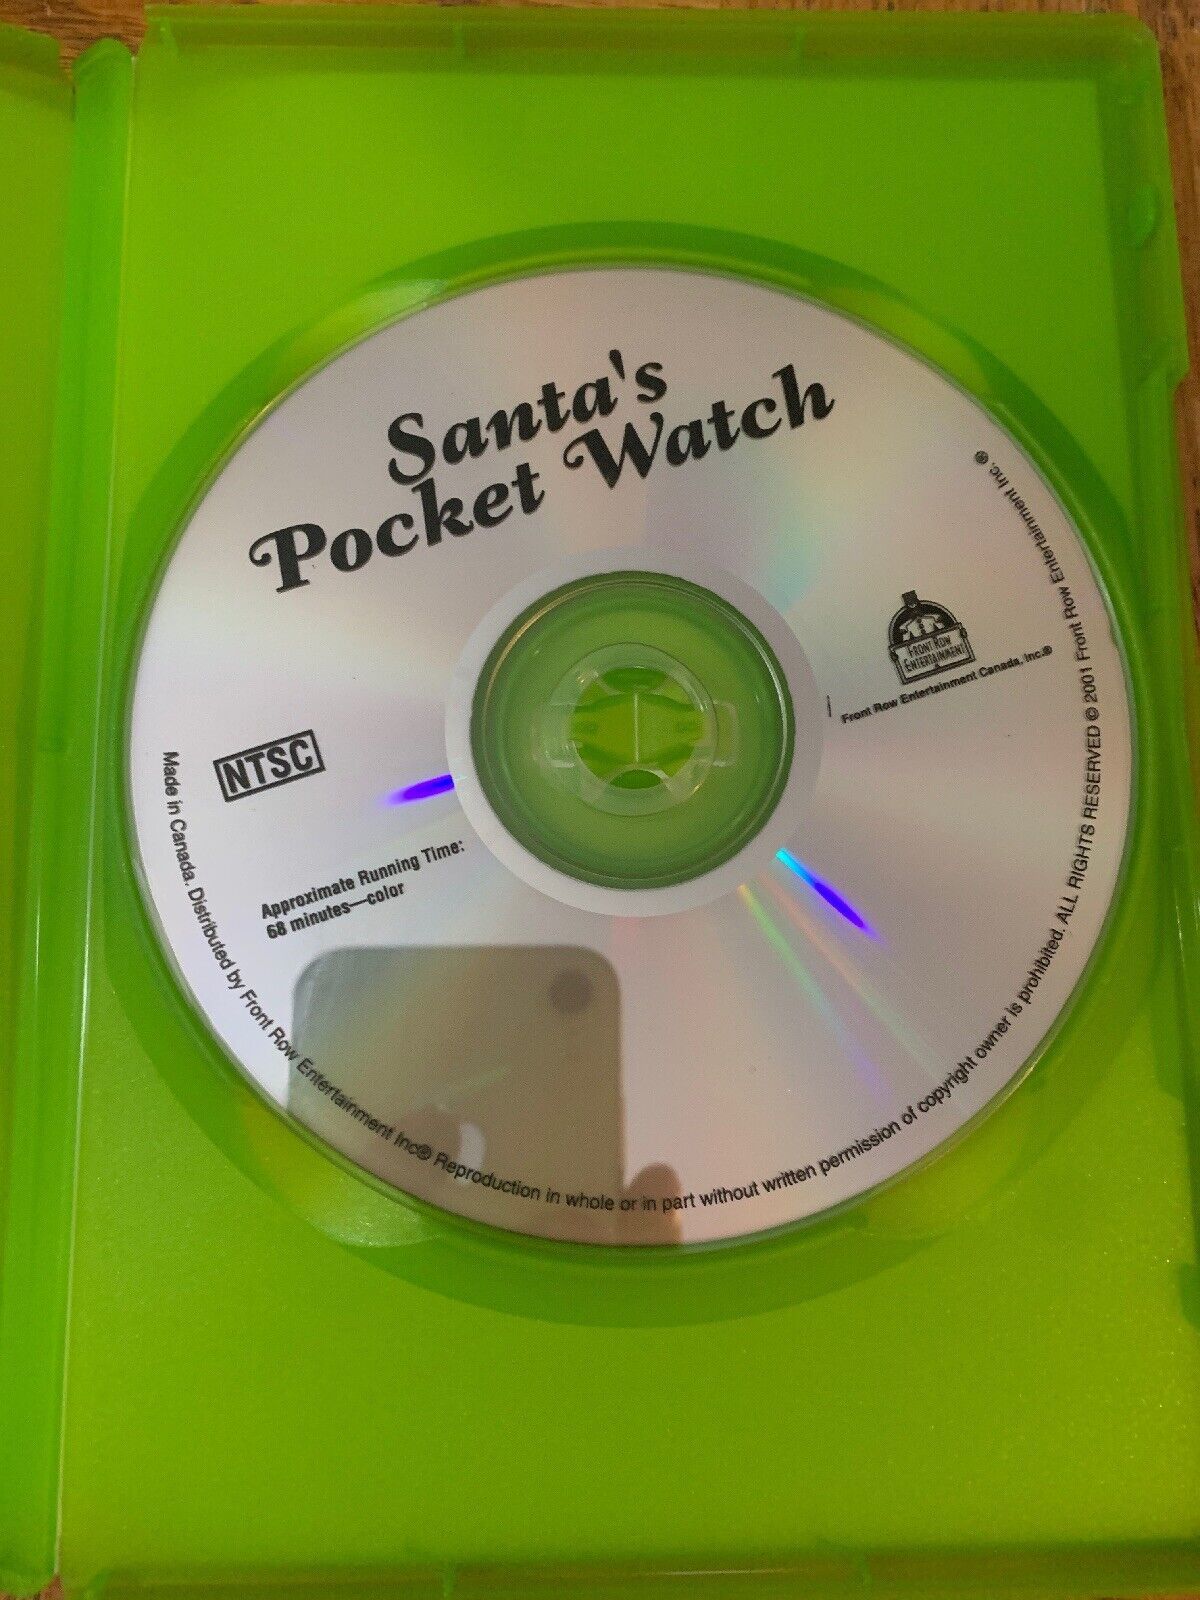 Santa's
Pocket Watch
FRONT ROW
ENTERTAINMENT
Front Row Entertainment Canada, Inc.®
NTSC
Approximate Running Time:
68 minutes—color
Made in Canada. Distributed by Front Row Entertainment Inc® Reproduction in whole or in part without written permission of copyright owner is prohibited. ALL RIGHTS RESERVED © 2001 Front Row Entertainment Inc. ®